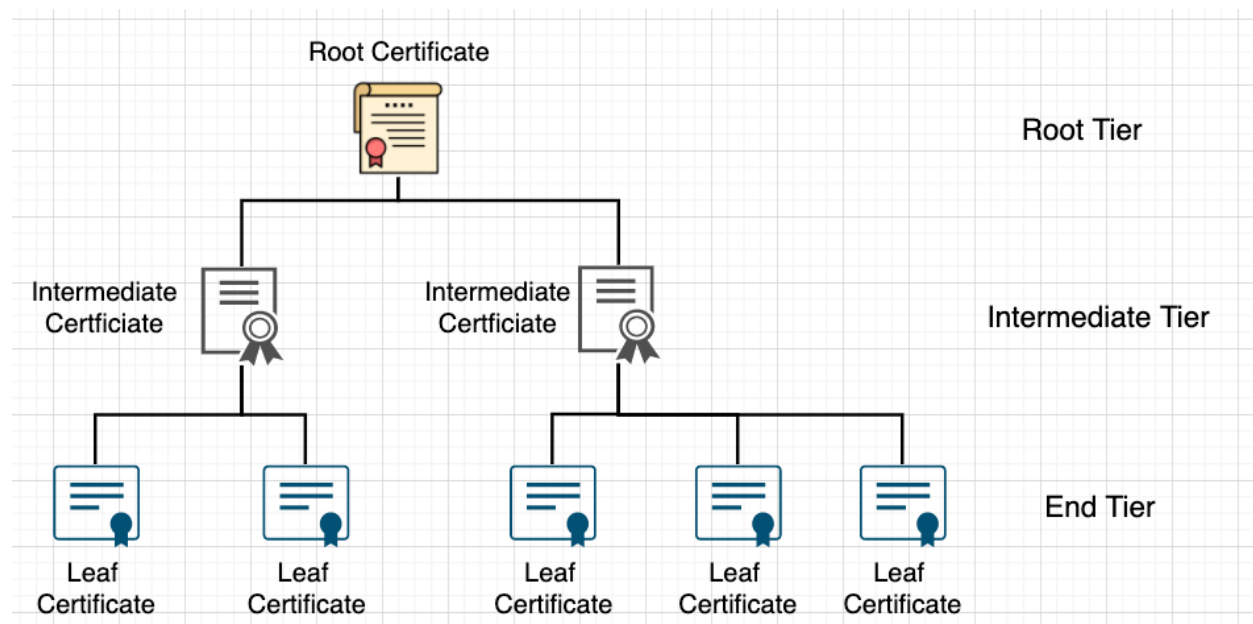 Root Certificate
Root Tier
Intermediate
Certficiate
Intermediate
Certficiate
Intermediate Tier
End Tier
Leaf
Certificate
Leaf
Certificate
Leaf
Certificate
Leaf
Certificate
Leaf
Certificate